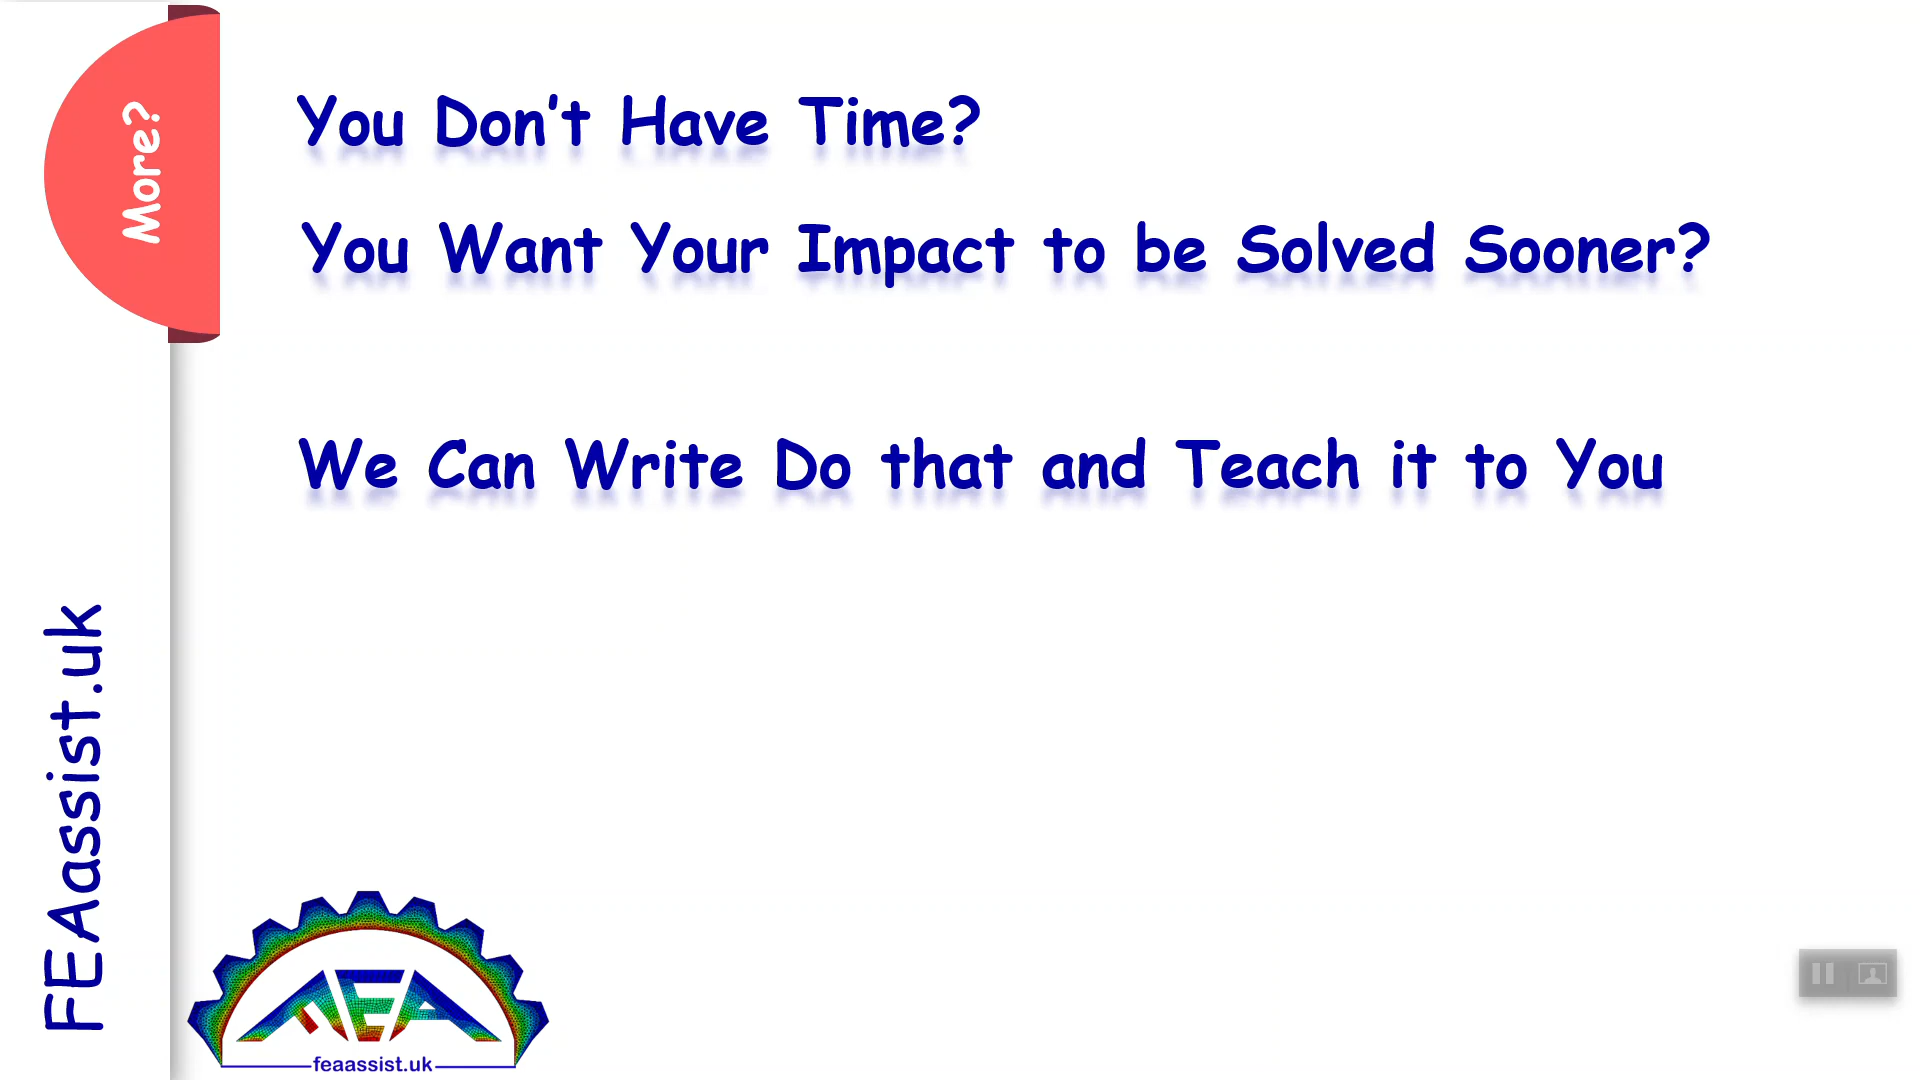 More?
You Don't Have Time?
You Want Your Impact to be Solved Sooner?
We Can Write Do that and Teach it to You
FEAassist.uk
FEA
feaassist.uk